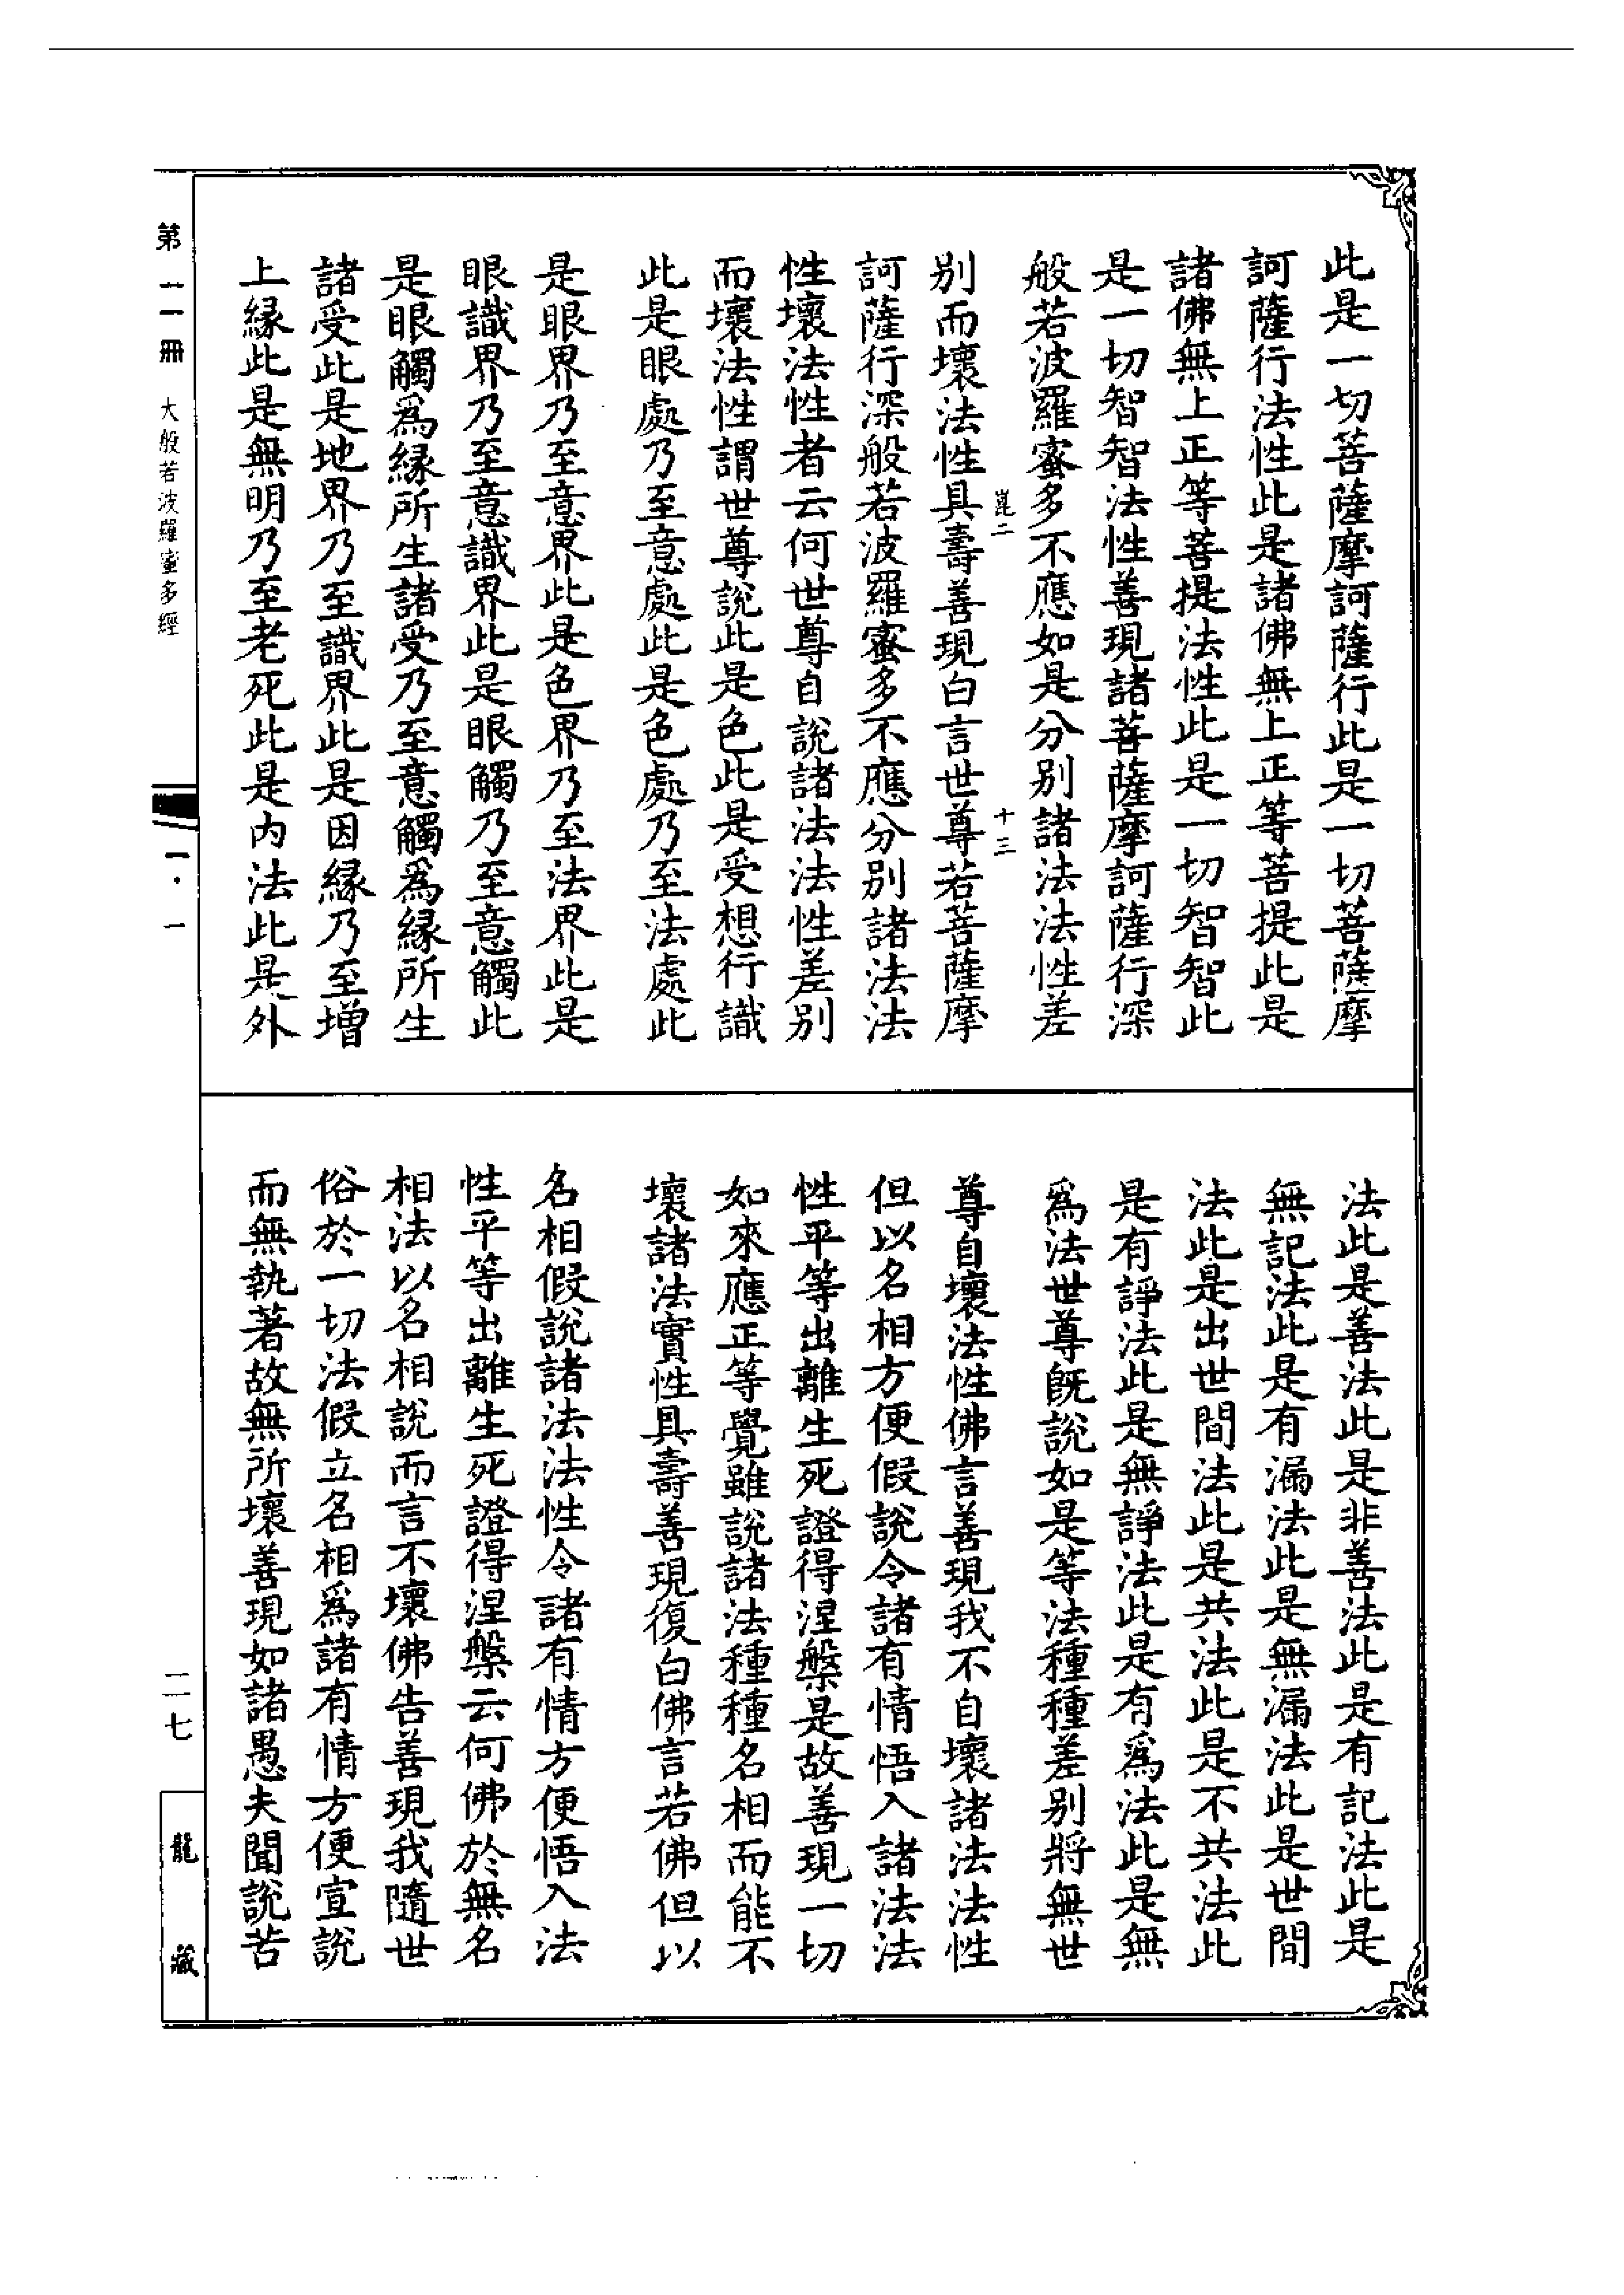 此是一切菩薩摩訶薩行此是一切菩薩摩
訶薩行法性此是諸佛無上正等菩提此是
諸佛無上正等菩提法性此是一切智智此
是一切智智法性善現諸菩薩摩訶薩行深
般若波羅蜜多不應如是分別諸法法性差
崑二
十三
別而壞法性具壽善現白言世尊若菩薩摩
訶薩行深般若波羅蜜多不應分別諸法法
性壞法性者云何世尊自說諸法法性差別
而壞法性謂世尊說此是色此是受想行識
此是眼處乃至意處此是色處乃至法處此
是眼界乃至意界此是色界乃至法界此是
眼識界乃至意識界此是眼觸乃至意觸此
是眼觸爲緣所生諸受乃至意觸爲緣所生
諸受此是地界乃至識界此是因緣乃至增
上緣此是無明乃至老死此是內法此是外
法此是善法此是非善法此是有記法此是
無記法此是有漏法此是無漏法此是世間
法此是出世間法此是共法此是不共法此
是有諍法此是無諍法此是有爲法此是無
爲法世尊既說如是等法種種差別將無世
尊自壞法性佛言善現我不自壞諸法法性
但以名相方便假說令諸有情悟入諸法法
性平等出離生死證得涅槃是故善現一切
如來應正等覺雖說諸法種種名相而能不
壞諸法實性具壽善現復白佛言若佛但以
名相假說諸法法性令諸有情方便悟入法
性平等出離生死證得涅槃云何佛於無名
相法以名相說而言不壞佛告善現我隨世
俗於一切法假立名相爲諸有情方便宣說
而無執著故無所壞善現如諸愚夫聞說苦
第一一冊
大般若波羅蜜多經
一·一
二七
龍藏